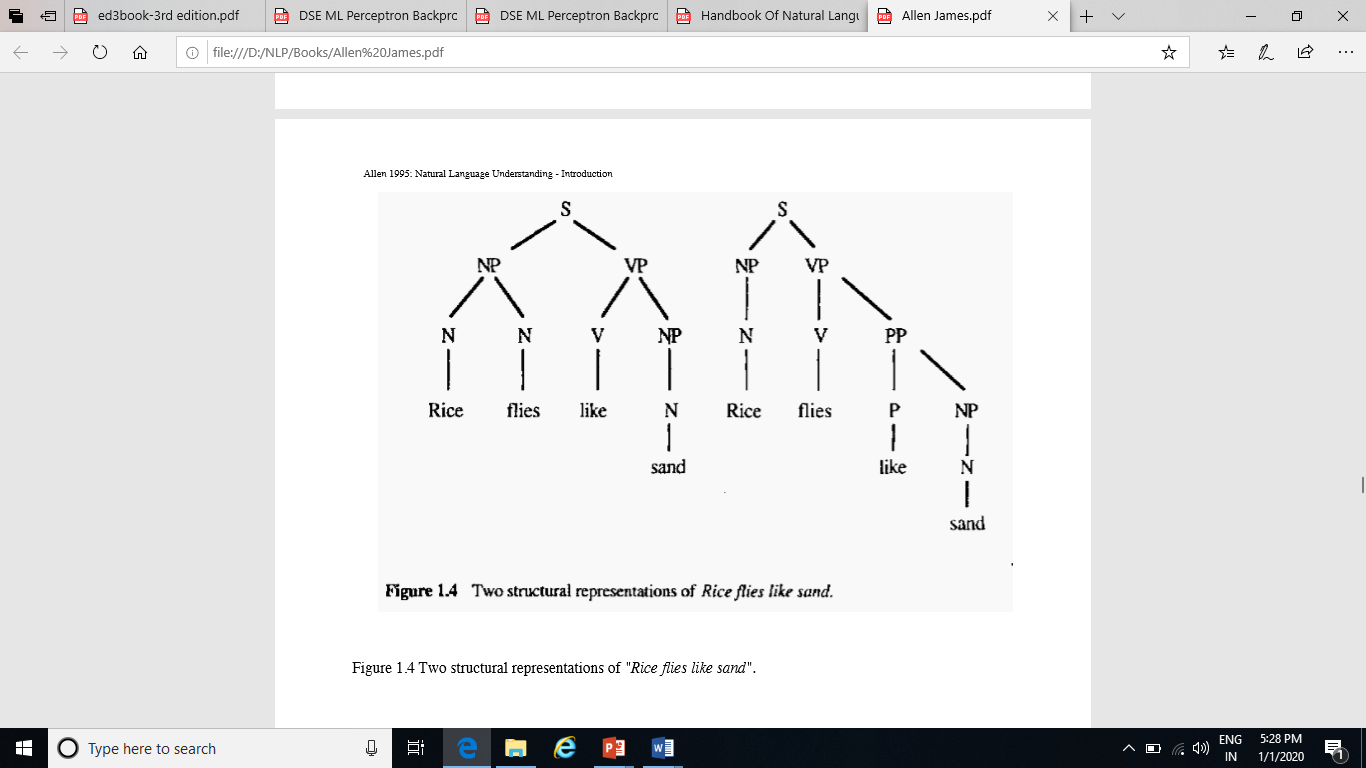 ed3book-3rd edition.pdf
DSE ML Perceptron Backprc
DSE ML Perceptron Backprc
Handbook Of Natural Langu
Allen James.pdf
file:///D:/NLP/Books/Allen%20James.pdf
Allen 1995: Natural Language Understanding - Introduction
S S
NP VP NP VP
N N V NP N V PP
Rice flies like N Rice flies P NP
sand like N
sand
Figure 1.4 Two structural representations of Rice flies like sand.
Figure 1.4 Two structural representations of "Rice flies like sand".
Type here to search
ENG
IN
5:28 PM
1/1/2020
1